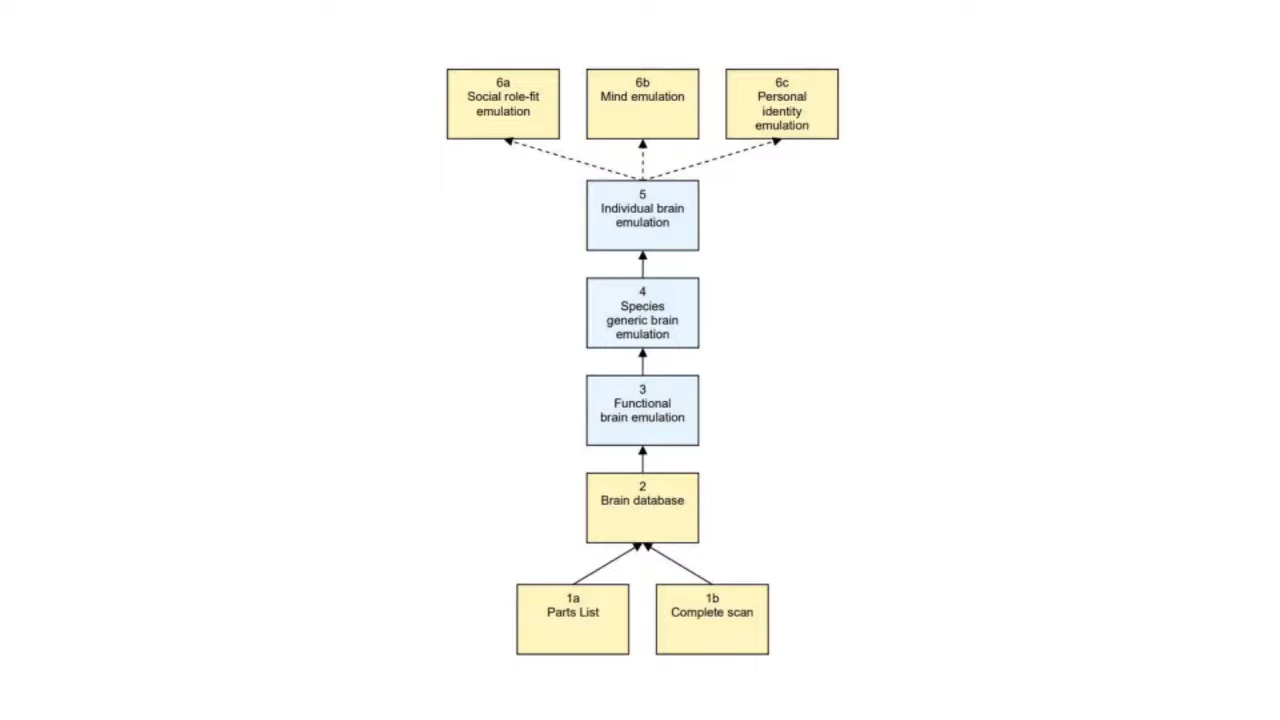 6a
Social role-fit
emulation
6b
Mind emulation
6c
Personal
identity
emulation
5
Individual brain
emulation
4
Species
generic brain
emulation
3
Functional
brain emulation
2
Brain database
1a
Parts List
1b
Complete scan